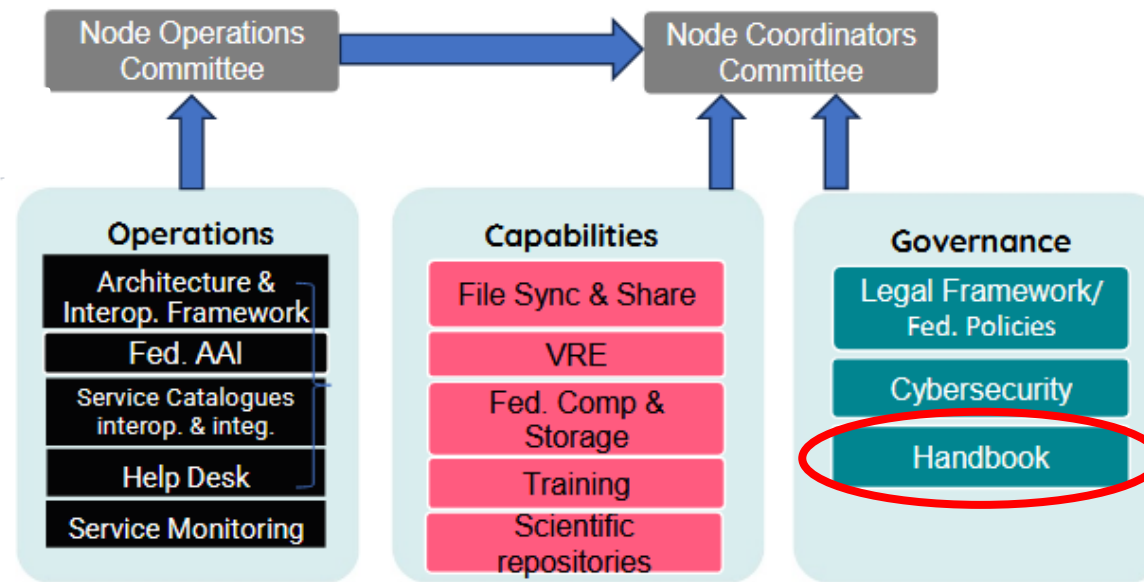 Node Operations
Committee
Node Coordinators
Committee
Operations
Architecture &
Interop. Framework
Fed. AAI
Service Catalogues
interop. & integ.
Help Desk
Service Monitoring
Capabilities
File Sync & Share
VRE
Fed. Comp &
Storage
Training
Scientific
repositories
Governance
Legal Framework/
Fed. Policies
Cybersecurity
Handbook